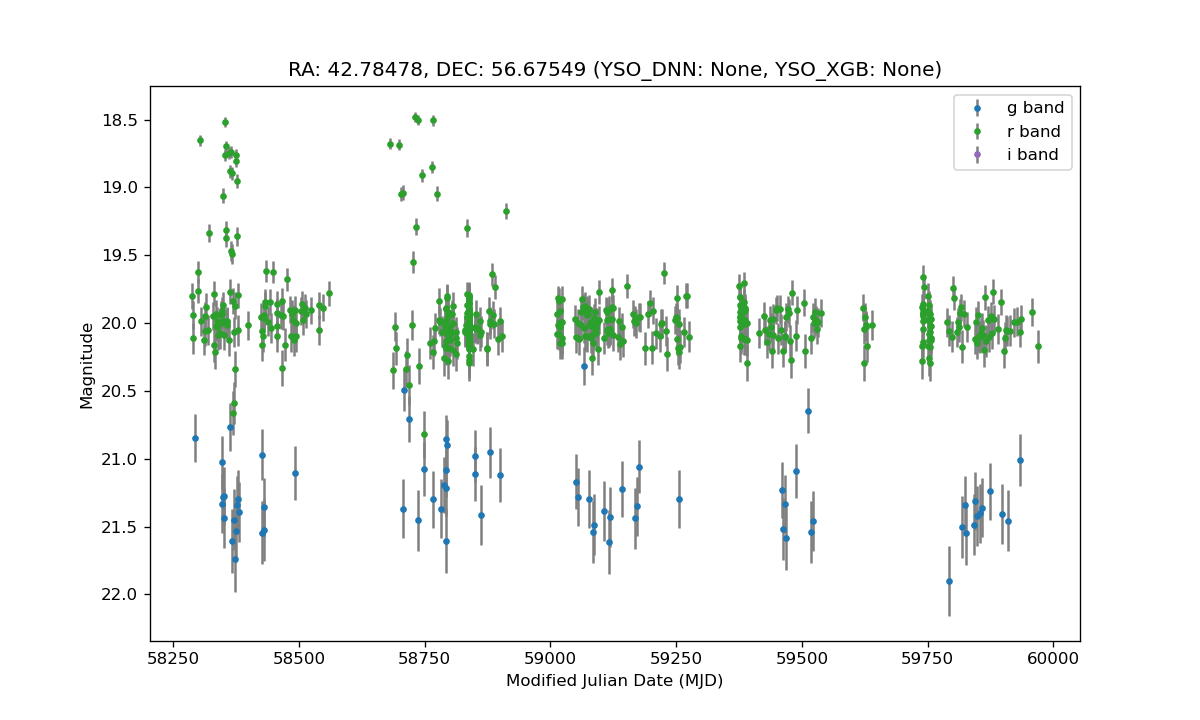 RA: 42.78478, DEC: 56.67549 (YSO_DNN: None, YSO_XGB: None)
g band
r band
i band
18.5
19.0
19.5
20.0
20.5
21.0
21.5
22.0
Magnitude
58250
58500
58750
59000
59250
59500
59750
60000
Modified Julian Date (MJD)